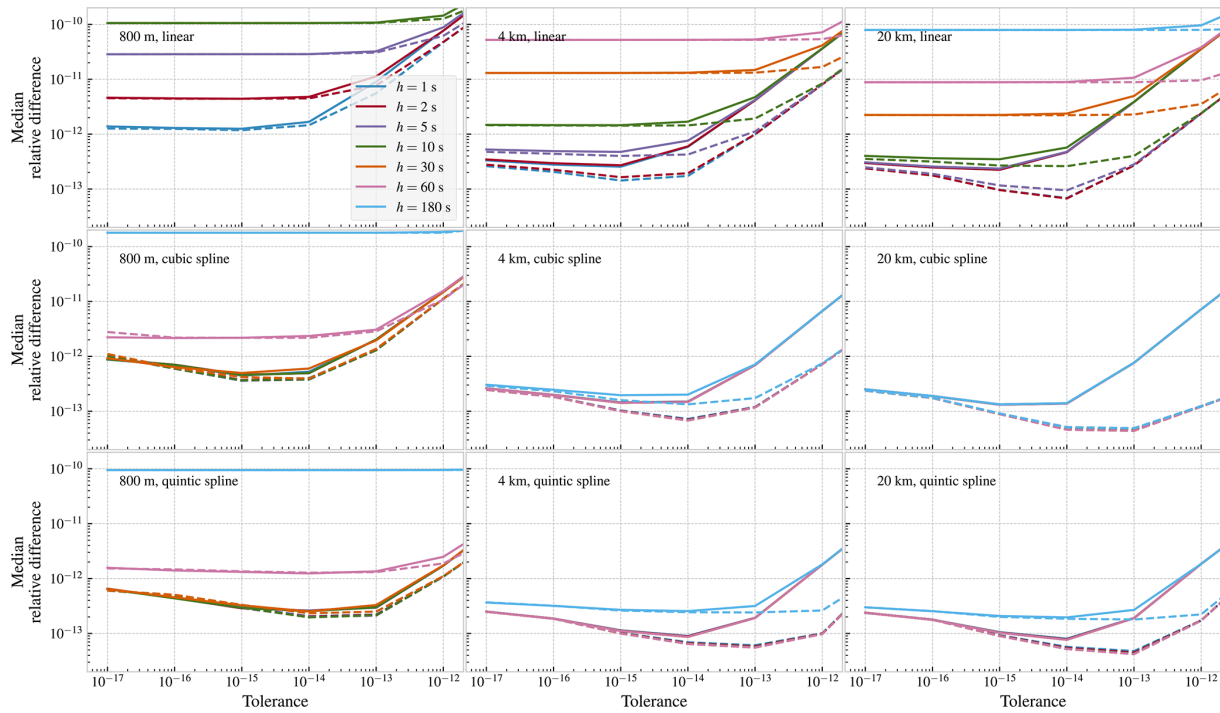 Median
relative difference
10⁻¹⁰
10⁻¹¹
10⁻¹²
10⁻¹³
800 m, linear
h = 1 s
h = 2 s
h = 5 s
h = 10 s
h = 30 s
h = 60 s
h = 180 s
4 km, linear
20 km, linear
Median
relative difference
10⁻¹⁰
10⁻¹¹
10⁻¹²
10⁻¹³
800 m, cubic spline
4 km, cubic spline
20 km, cubic spline
Median
relative difference
10⁻¹⁰
10⁻¹¹
10⁻¹²
10⁻¹³
800 m, quintic spline
4 km, quintic spline
20 km, quintic spline
10⁻¹⁷ 10⁻¹⁶ 10⁻¹⁵ 10⁻¹⁴ 10⁻¹³ 10⁻¹²
Tolerance
10⁻¹⁷ 10⁻¹⁶ 10⁻¹⁵ 10⁻¹⁴ 10⁻¹³ 10⁻¹²
Tolerance
10⁻¹⁷ 10⁻¹⁶ 10⁻¹⁵ 10⁻¹⁴ 10⁻¹³ 10⁻¹²
Tolerance